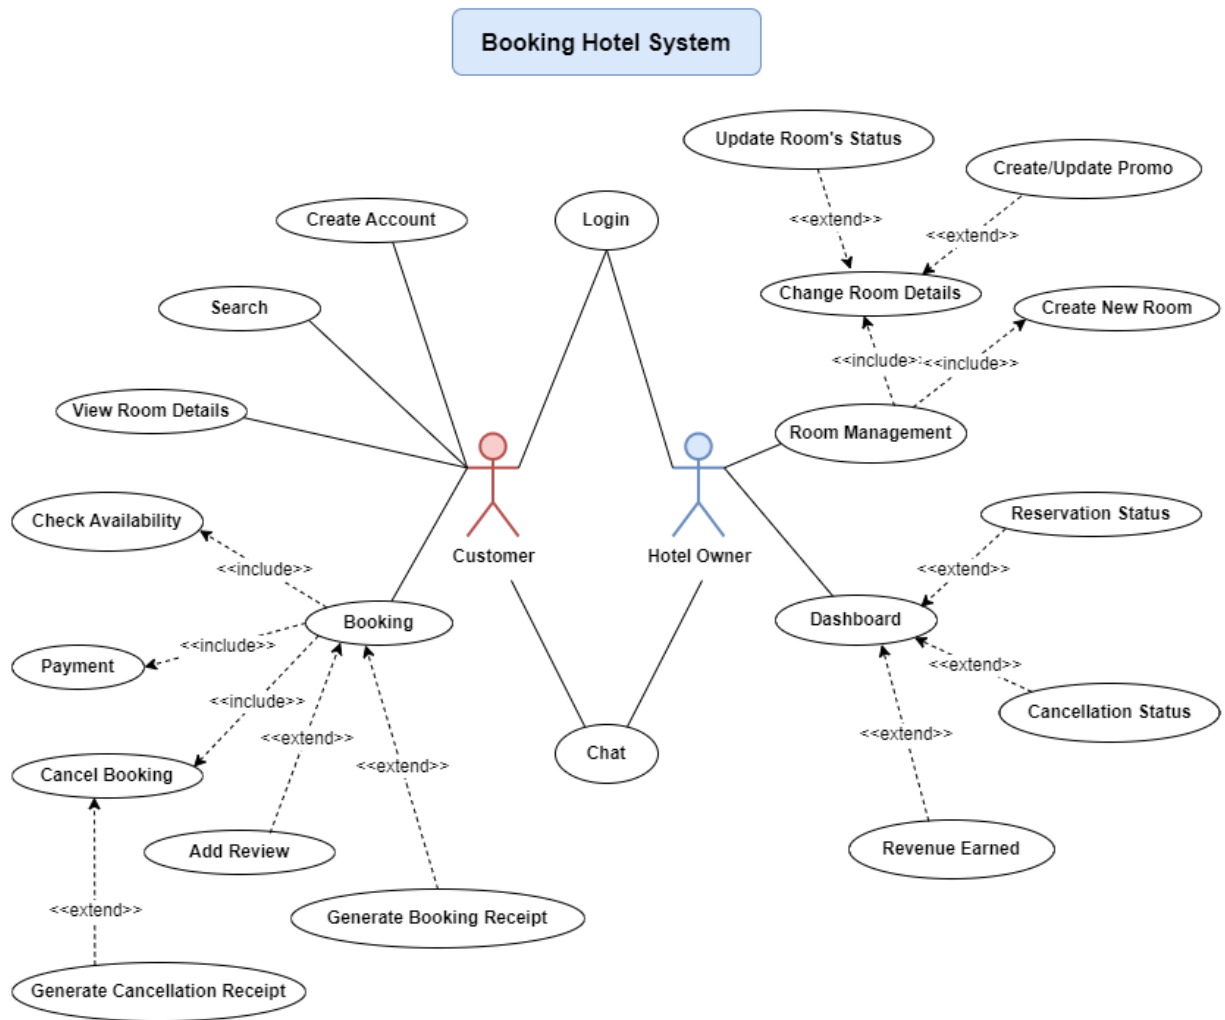 Booking Hotel System
Update Room's Status
Create/Update Promo
Create Account
Login
<<extend>>
<<extend>>
Search
Change Room Details
Create New Room
<<include>>
<<include>>
View Room Details
Room Management
Check Availability
Reservation Status
Customer
Hotel Owner
<<include>>
<<extend>>
Booking
Dashboard
<<include>>
Payment
<<extend>>
<<include>>
Cancellation Status
<<extend>>
<<extend>>
Chat
<<extend>>
Cancel Booking
Add Review
Revenue Earned
<<extend>>
Generate Booking Receipt
Generate Cancellation Receipt